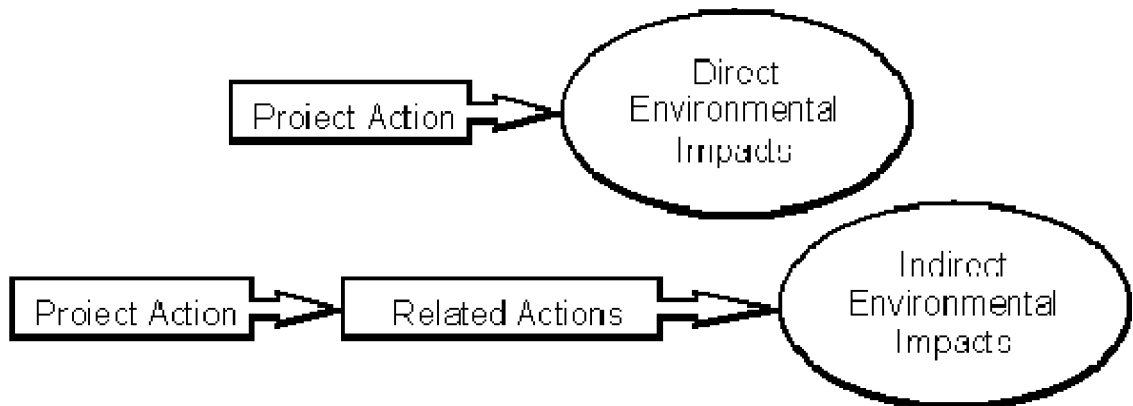 Project Action
Direct
Environmental
Impacts
Project Action
Related Actions
Indirect
Environmental
Impacts